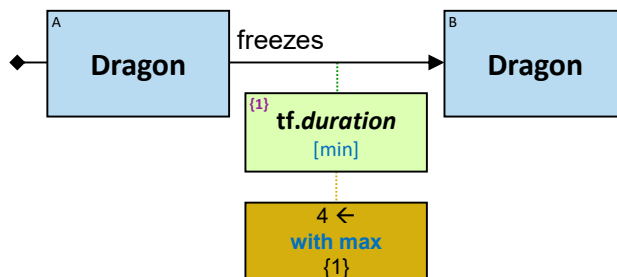 A
Dragon
freezes
B
Dragon
{1}
tf.duration
[min]
4 ←
with max
{1}